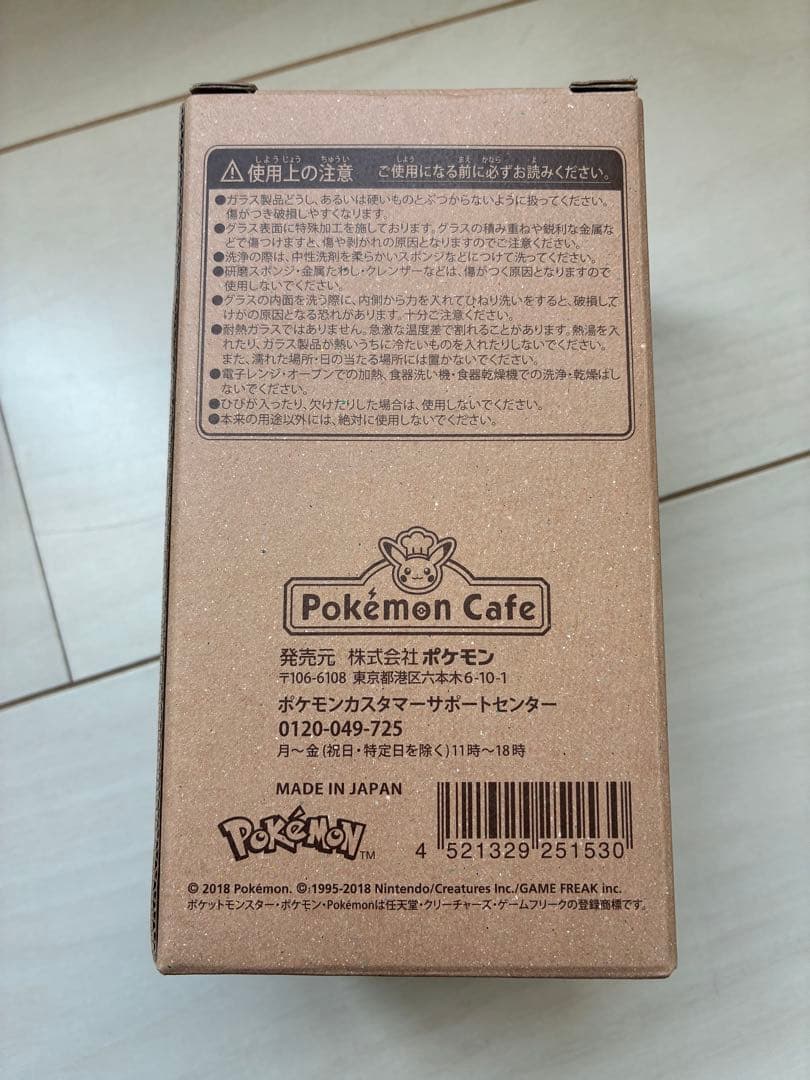 しようじょう ちゅうい しよう まえ かなら よ
使用上の注意 ご使用になる前に必ずお読みください。
●ガラス製品どうし、あるいは硬いものとぶつからないように扱ってください。
傷がつき破損しやすくなります。
●グラス表面に特殊加工を施しております。グラスの積み重ねや鋭利な金属な
どで傷つけますと、傷や剥がれの原因となりますのでご注意ください。
●洗浄の際は、中性洗剤を柔らかいスポンジなどにつけて洗ってください。
●研磨スポンジ・金属たわし・クレンザーなどは、傷がつく原因となりますので
使用しないでください。
●グラスの内面を洗う際に、内側から力を入れてひねり洗いをすると、破損して
けがの原因となる恐れがあります。十分ご注意ください。
●耐熱ガラスではありません。急激な温度差で割れることがあります。熱湯を入
れたり、ガラス製品が熱いうちに冷たいものを入れたりしないでください。
また、濡れた場所・日の当たる場所には置かないでください。
●電子レンジ・オーブンでの加熱、食器洗い機・食器乾燥機での洗浄・乾燥はし
ないでください。
●ひびが入ったり、欠けたりした場合は、使用しないでください。
●本来の用途以外には、絶対に使用しないでください。
Pokémon Cafe
発売元 株式会社ポケモン
〒106-6108 東京都港区六本木6-10-1
ポケモンカスタマーサポートセンター
0120-049-725
月〜金(祝日・特定日を除く)11時〜18時
MADE IN JAPAN
POKéMON TM
4 521329 251530
© 2018 Pokémon. © 1995-2018 Nintendo/Creatures Inc./GAME FREAK inc.
ポケットモンスター・ポケモン・Pokémonは任天堂・クリーチャーズ・ゲームフリークの登録商標です。